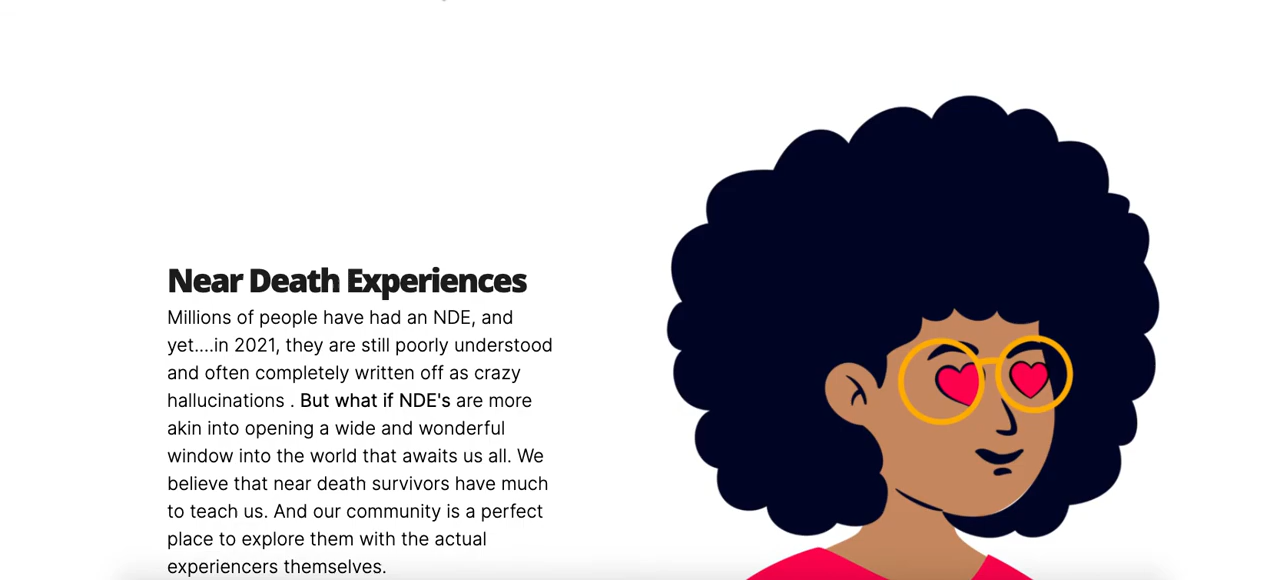 Near Death Experiences
Millions of people have had an NDE, and
yet....in 2021, they are still poorly understood
and often completely written off as crazy
hallucinations . But what if NDE's are more
akin into opening a wide and wonderful
window into the world that awaits us all. We
believe that near death survivors have much
to teach us. And our community is a perfect
place to explore them with the actual
experiencers themselves.